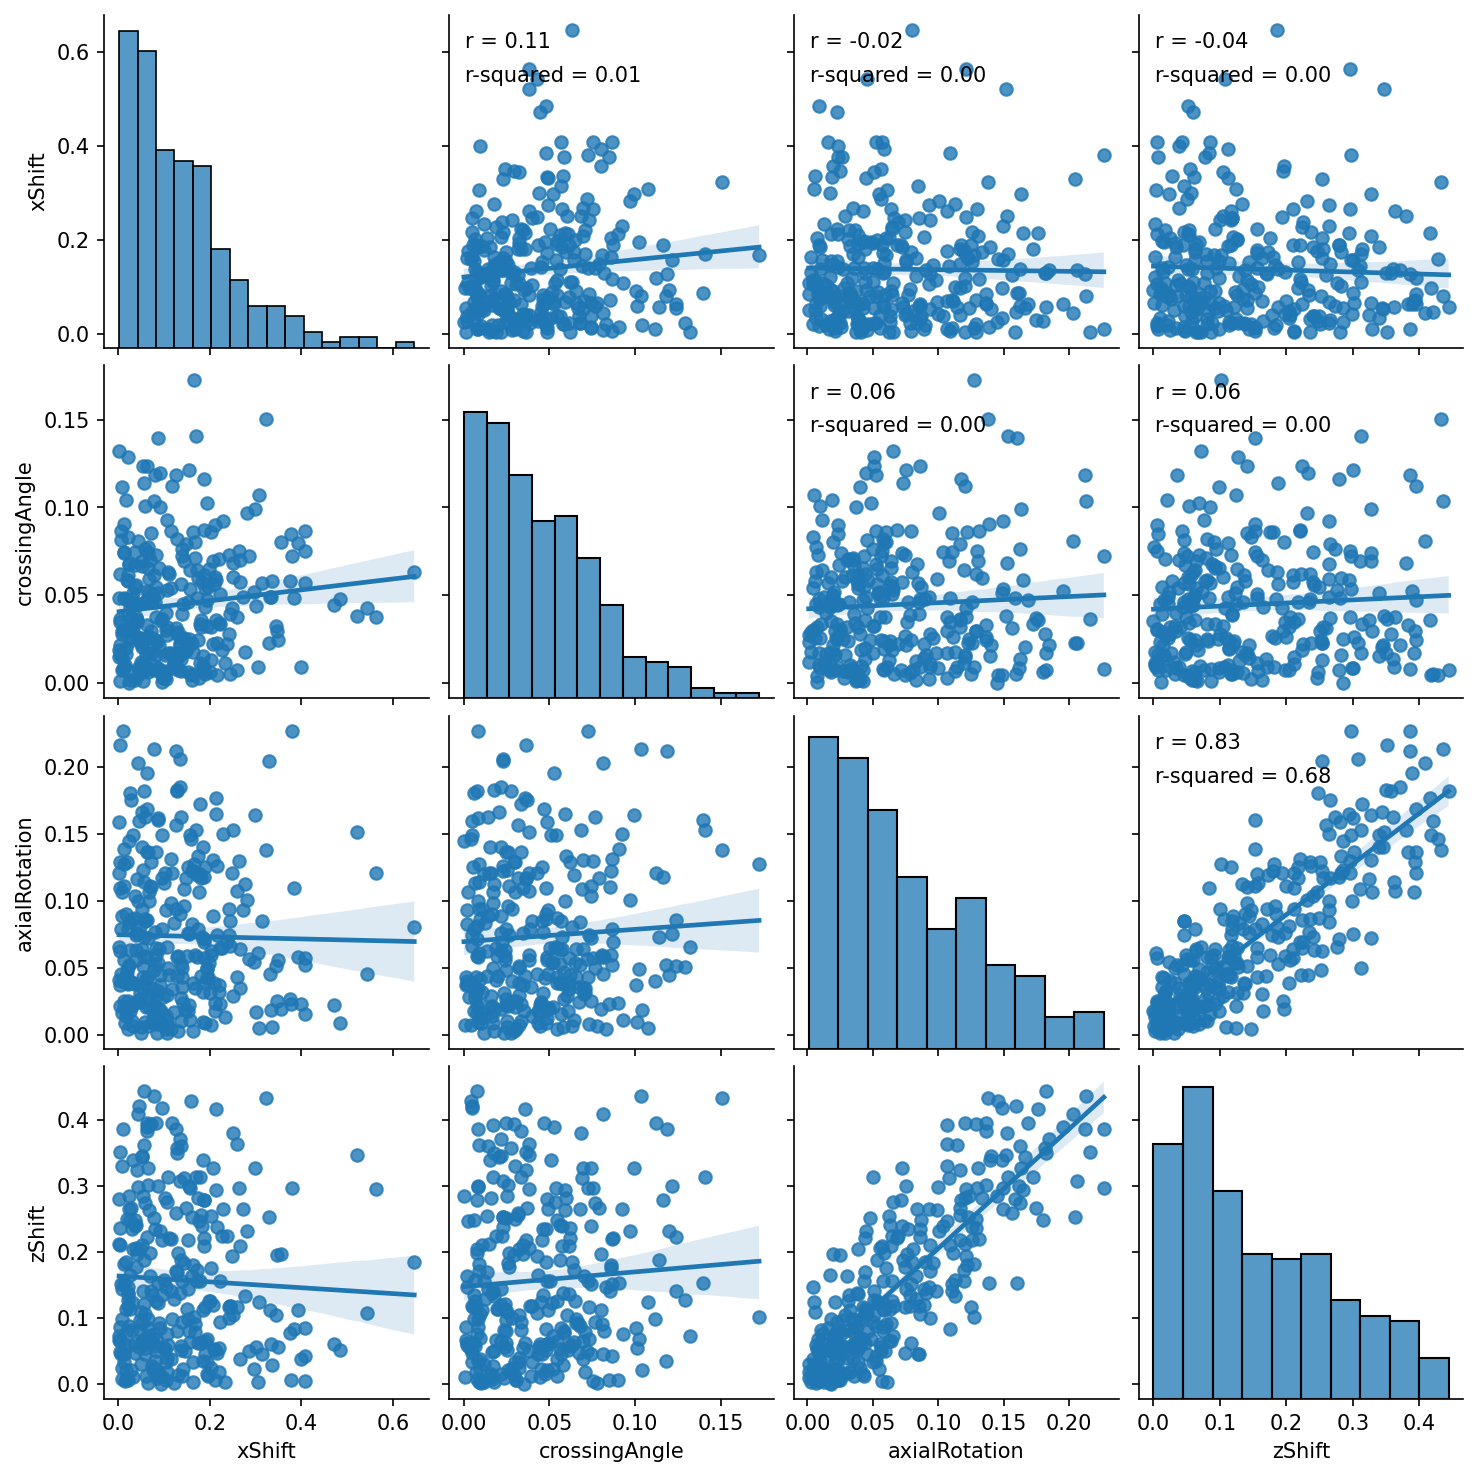 0.6
0.4
0.2
0.0
xShift
r = 0.11
r-squared = 0.01
r = -0.02
r-squared = 0.00
r = -0.04
r-squared = 0.00
0.15
0.10
0.05
0.00
crossingAngle
r = 0.06
r-squared = 0.00
r = 0.06
r-squared = 0.00
0.20
0.15
0.10
0.05
0.00
axialRotation
r = 0.83
r-squared = 0.68
0.4
0.3
0.2
0.1
0.0
zShift
0.0 0.2 0.4 0.6
xShift
0.00 0.05 0.10 0.15
crossingAngle
0.00 0.05 0.10 0.15 0.20
axialRotation
0.0 0.1 0.2 0.3 0.4
zShift